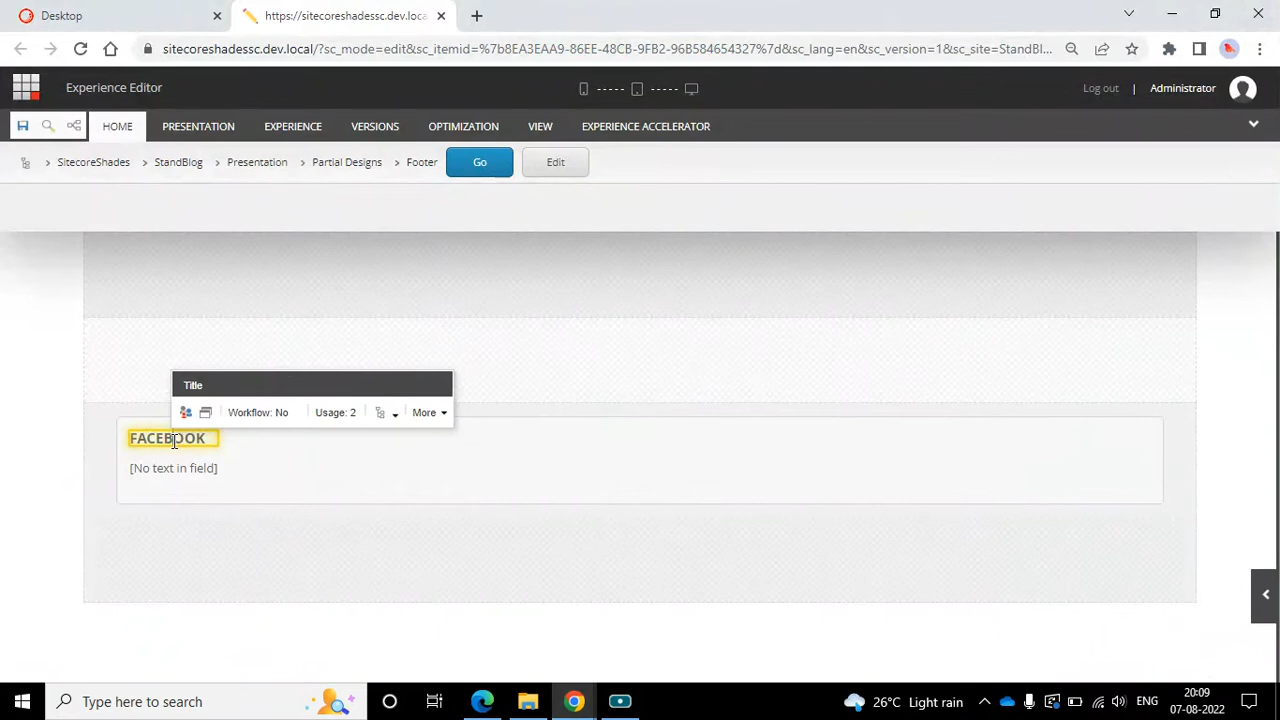 Desktop
https://sitecoreshadessc.dev.loca
sitecoreshadessc.dev.local/?sc_mode=edit&sc_itemid=%7b8EA3EAA9-86EE-48CB-9FB2-96B584654327%7d&sc_lang=en&sc_version=1&sc_site=StandBl...
Experience Editor
Log out | Administrator
HOME PRESENTATION EXPERIENCE VERSIONS OPTIMIZATION VIEW EXPERIENCE ACCELERATOR
SitecoreShades StandBlog Presentation Partial Designs Footer Go Edit
Title
Workflow: No Usage: 2 More
FACEBOOK
[No text in field]
Type here to search
26°C Light rain
ENG
20:09
07-08-2022